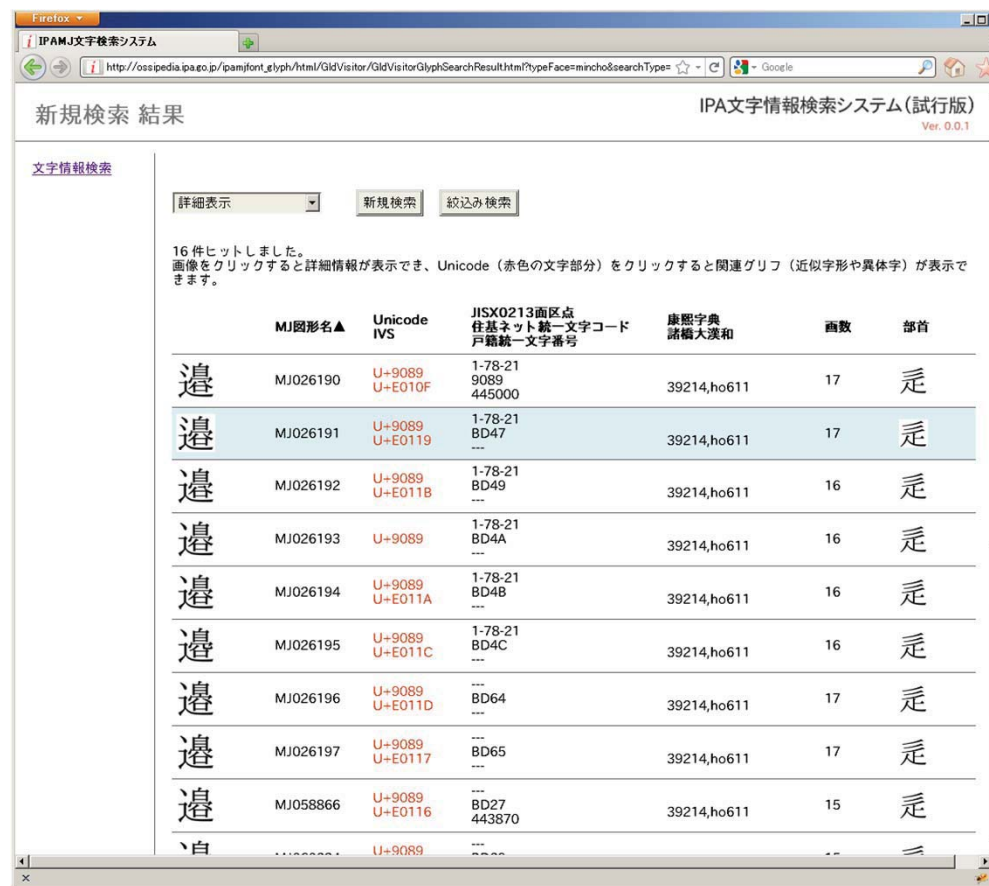 Firefox
IPAMJ文字検索システム
http://ossipedia.ipa.go.jp/ipamjfont_glyph/html/GldVisitor/GldVisitorGlyphSearchResult.html?typeFace=mincho&searchType=
Google
新規検索 結果
IPA文字情報検索システム(試行版)
Ver. 0.0.1
文字情報検索
詳細表示 新規検索 絞込み検索
16 件ヒットしました。
画像をクリックすると詳細情報が表示でき、Unicode（赤色の文字部分）をクリックすると関連グリフ（近似字形や異体字）が表示で
きます。
MJ図形名▲
Unicode
IVS
JISX0213面区点
住基ネット統一文字コード
戸籍統一文字番号
康熙字典
諸橋大漢和
画数
部首
邉 MJ026190 U+9089 U+E010F 1-78-21 9089 445000 39214,ho611 17 辵
邉 MJ026191 U+9089 U+E0119 1-78-21 BD47 --- 39214,ho611 17 辵
邉 MJ026192 U+9089 U+E011B 1-78-21 BD49 --- 39214,ho611 16 辵
邉 MJ026193 U+9089 1-78-21 BD4A --- 39214,ho611 16 辵
邉 MJ026194 U+9089 U+E011A 1-78-21 BD4B --- 39214,ho611 16 辵
邉 MJ026195 U+9089 U+E011C 1-78-21 BD4C --- 39214,ho611 16 辵
邉 MJ026196 U+9089 U+E011D --- BD64 --- 39214,ho611 17 辵
邉 MJ026197 U+9089 U+E0117 --- BD65 --- 39214,ho611 17 辵
邉 MJ058866 U+9089 U+E0116 --- BD27 443870 39214,ho611 15 辵
U+9089 ---